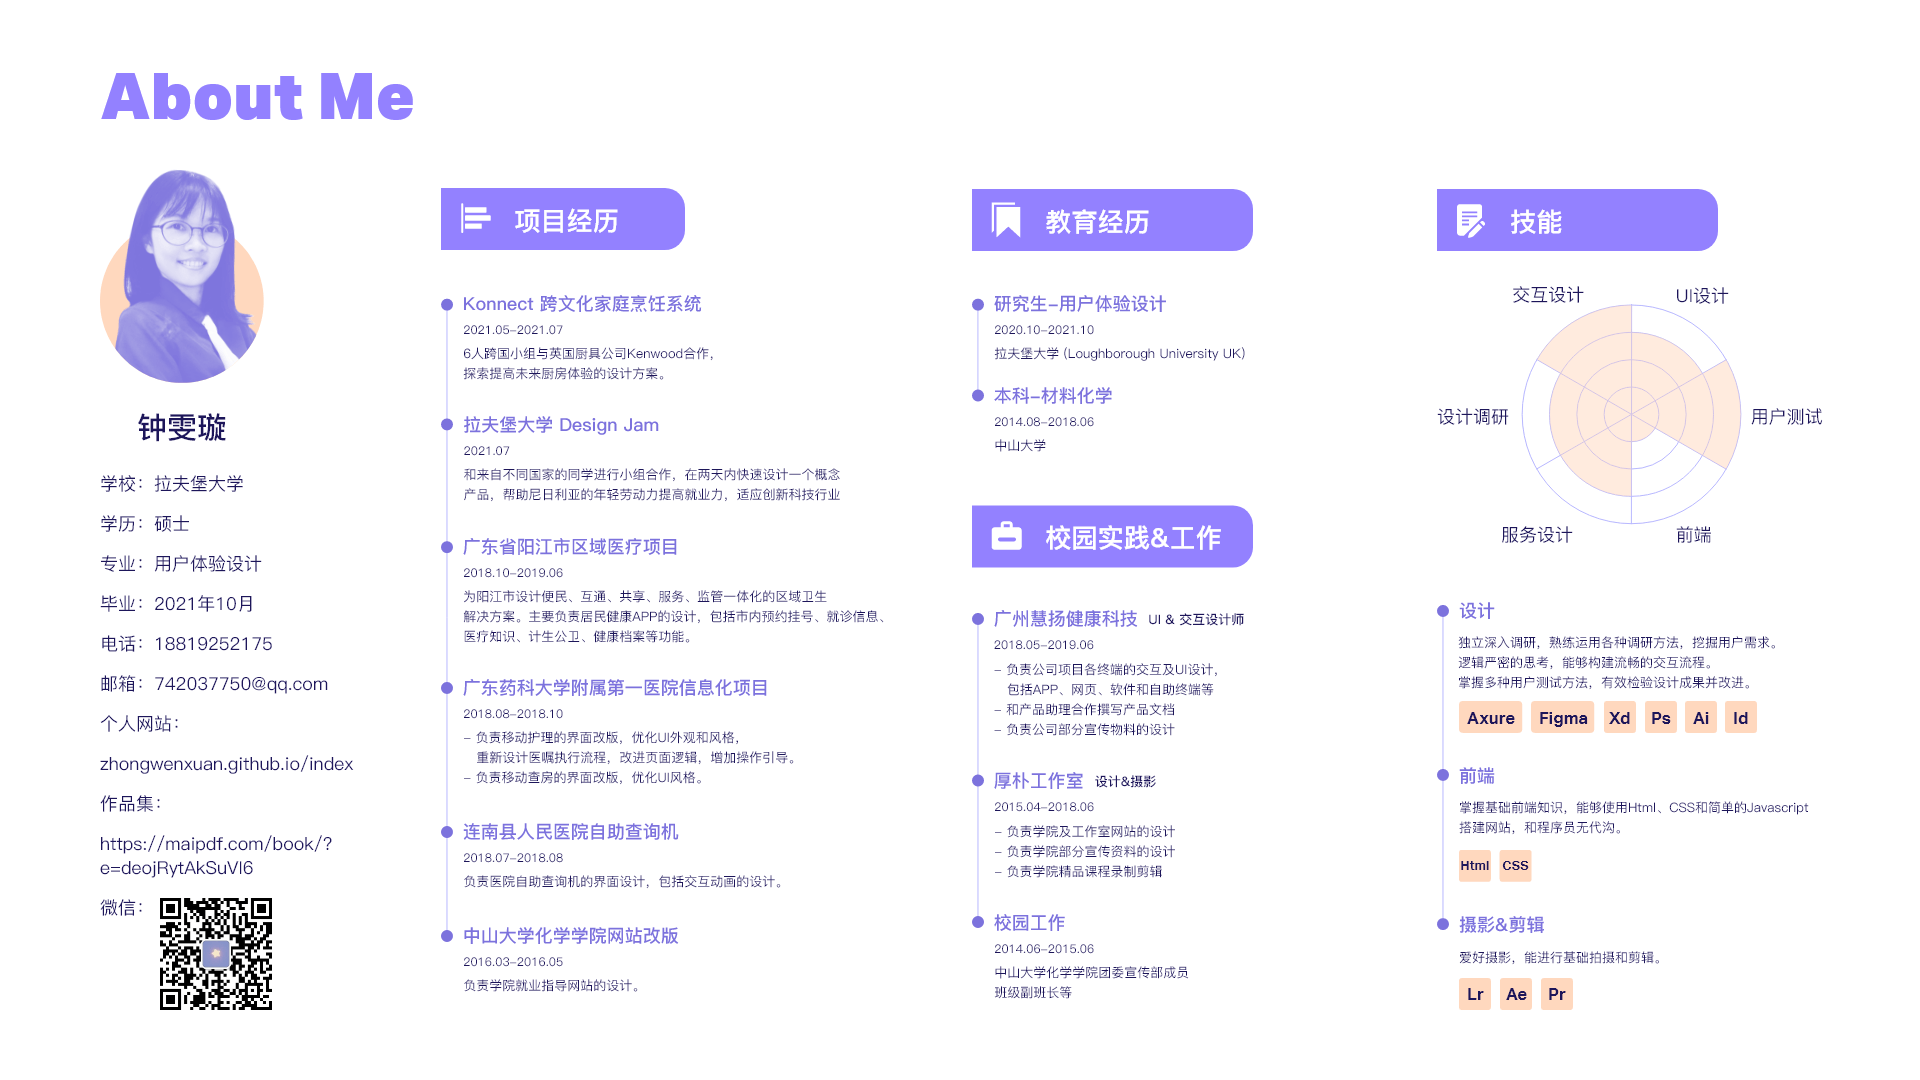 About Me
钟雯璇
学校：拉夫堡大学
学历：硕士
专业：用户体验设计
毕业：2021年10月
电话：18819252175
邮箱：742037750@qq.com
个人网站：
zhongwenxuan.github.io/index
作品集：
https://maipdf.com/book/?
e=deojRytAkSuVI6
微信：
项目经历
Konnect 跨文化家庭烹饪系统
2021.05-2021.07
6人跨国小组与英国厨具公司Kenwood合作，
探索提高未来厨房体验的设计方案。
拉夫堡大学 Design Jam
2021.07
和来自不同国家的同学进行小组合作，在两天内快速设计一个概念
产品，帮助尼日利亚的年轻劳动力提高就业力，适应创新科技行业
广东省阳江市区域医疗项目
2018.10-2019.06
为阳江市设计便民、互通、共享、服务、监管一体化的区域卫生
解决方案。主要负责居民健康APP的设计，包括市内预约挂号、就诊信息、
医疗知识、计生公卫、健康档案等功能。
广东药科大学附属第一医院信息化项目
2018.08-2018.10
- 负责移动护理的界面改版，优化UI外观和风格，
重新设计医嘱执行流程，改进页面逻辑，增加操作引导。
- 负责移动查房的界面改版，优化UI风格。
连南县人民医院自助查询机
2018.07-2018.08
负责医院自助查询机的界面设计，包括交互动画的设计。
中山大学化学学院网站改版
2016.03-2016.05
负责学院就业指导网站的设计。
教育经历
研究生-用户体验设计
2020.10-2021.10
拉夫堡大学 (Loughborough University UK)
本科-材料化学
2014.08-2018.06
中山大学
校园实践&工作
广州慧扬健康科技 UI & 交互设计师
2018.05-2019.06
- 负责公司项目各终端的交互及UI设计，
包括APP、网页、软件和自助终端等
- 和产品助理合作撰写产品文档
- 负责公司部分宣传物料的设计
厚朴工作室 设计&摄影
2015.04-2018.06
- 负责学院及工作室网站的设计
- 负责学院部分宣传资料的设计
- 负责学院精品课程录制剪辑
校园工作
2014.06-2015.06
中山大学化学学院团委宣传部成员
班级副班长等
技能
交互设计
UI设计
设计调研
用户测试
服务设计
前端
设计
独立深入调研，熟练运用各种调研方法，挖掘用户需求。
逻辑严密的思考，能够构建流畅的交互流程。
掌握多种用户测试方法，有效检验设计成果并改进。
Axure Figma Xd Ps Ai Id
前端
掌握基础前端知识，能够使用Html、CSS和简单的Javascript
搭建网站，和程序员无代沟。
Html CSS
摄影&剪辑
爱好摄影，能进行基础拍摄和剪辑。
Lr Ae Pr